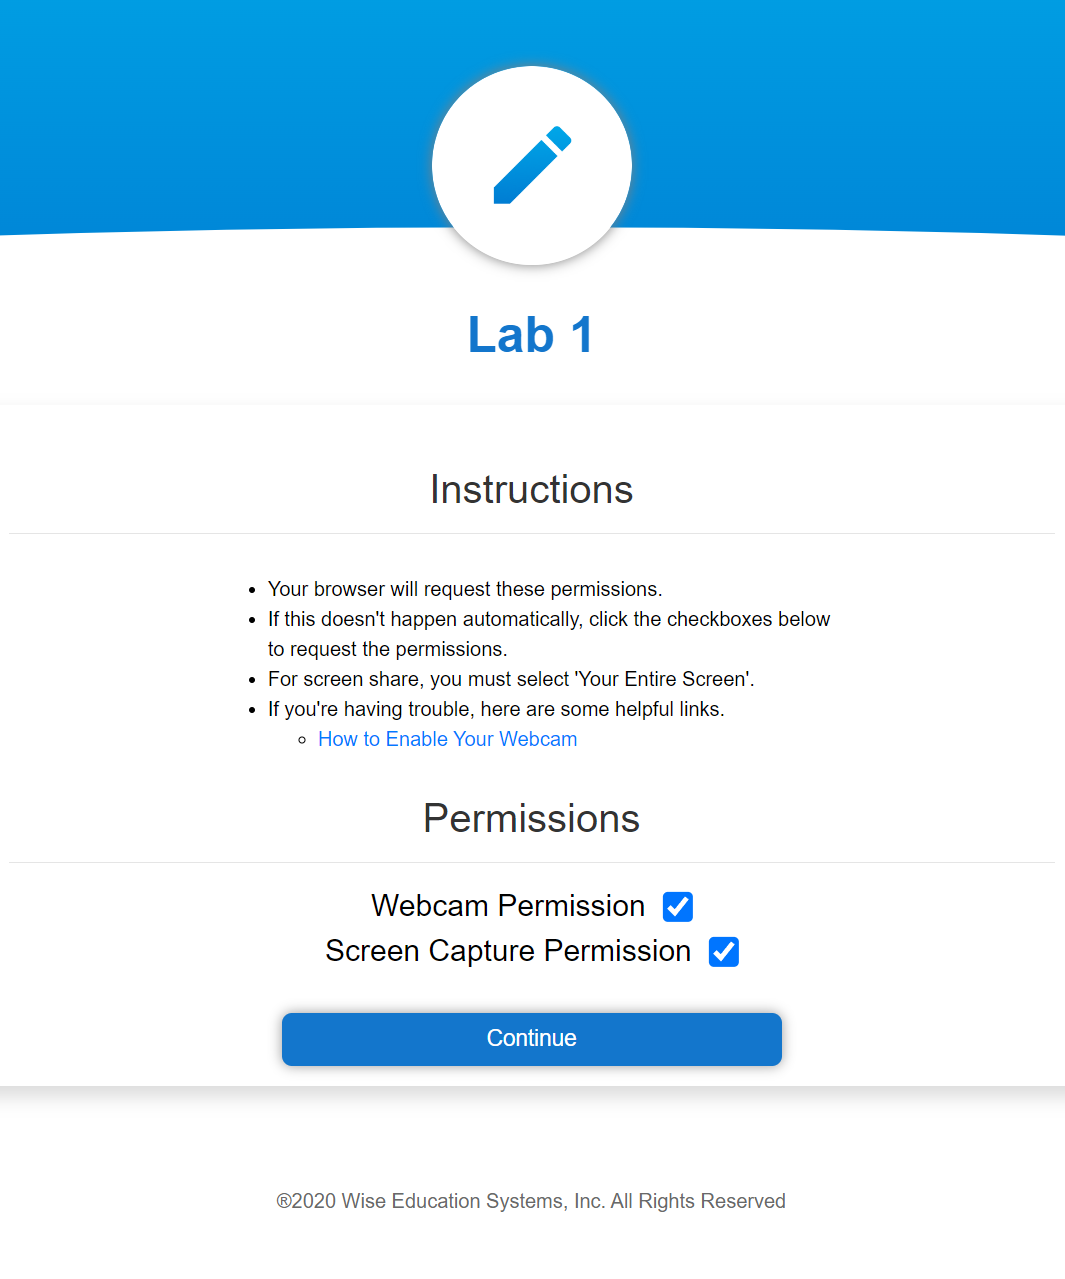 Lab 1
Instructions
Your browser will request these permissions.
If this doesn't happen automatically, click the checkboxes below
to request the permissions.
For screen share, you must select 'Your Entire Screen'.
If you're having trouble, here are some helpful links.
How to Enable Your Webcam
Permissions
Webcam Permission
Screen Capture Permission
Continue
®2020 Wise Education Systems, Inc. All Rights Reserved